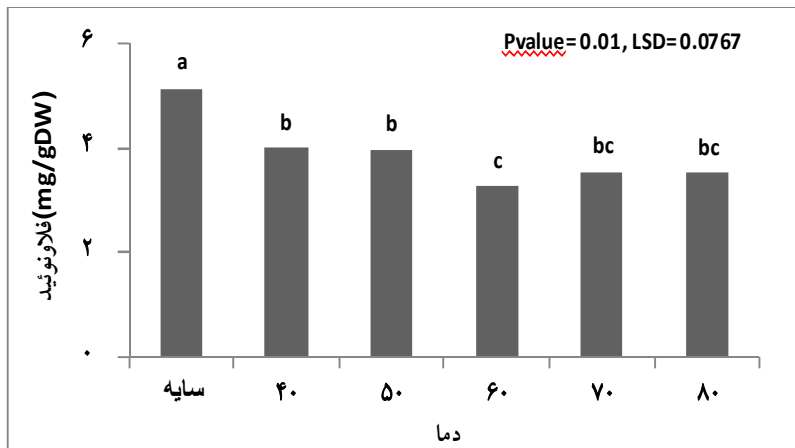 Pvalue= 0.01, LSD= 0.0767
فلاونوئید(mg/gDW)
۶
۴
۲
۰
a
b
b
c
bc
bc
سایه
۴۰
۵۰
۶۰
۷۰
۸۰
دما